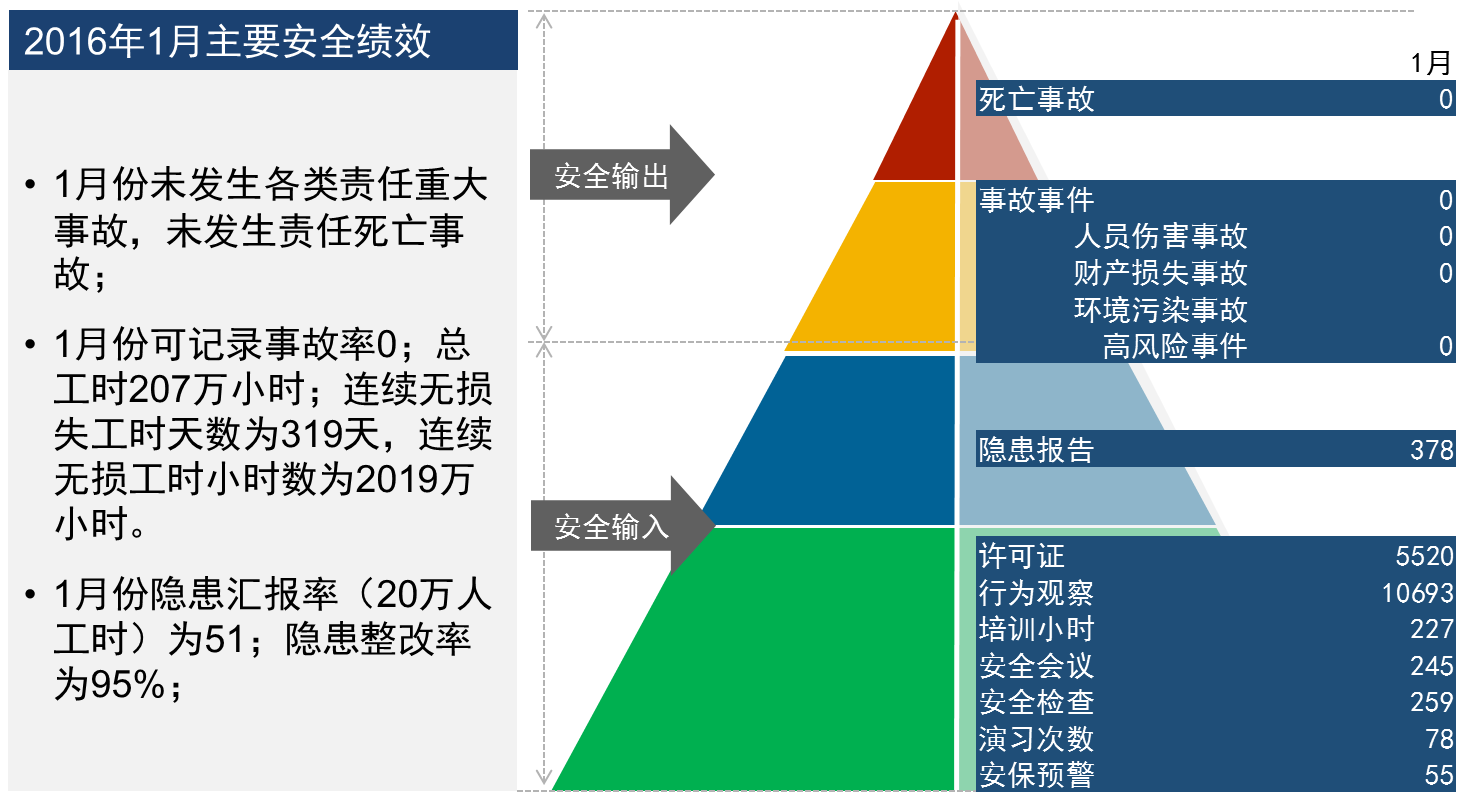 2016年1月主要安全绩效
• 1月份未发生各类责任重大
事故，未发生责任死亡事
故；
• 1月份可记录事故率0；总
工时207万小时；连续无损
失工时天数为319天，连续
无损工时小时数为2019万
小时。
• 1月份隐患汇报率（20万人
工时）为51；隐患整改率
为95%；
安全输出
安全输入
1月
死亡事故 0
事故事件 0
人员伤害事故 0
财产损失事故 0
环境污染事故
高风险事件 0
隐患报告 378
许可证 5520
行为观察 10693
培训小时 227
安全会议 245
安全检查 259
演习次数 78
安保预警 55